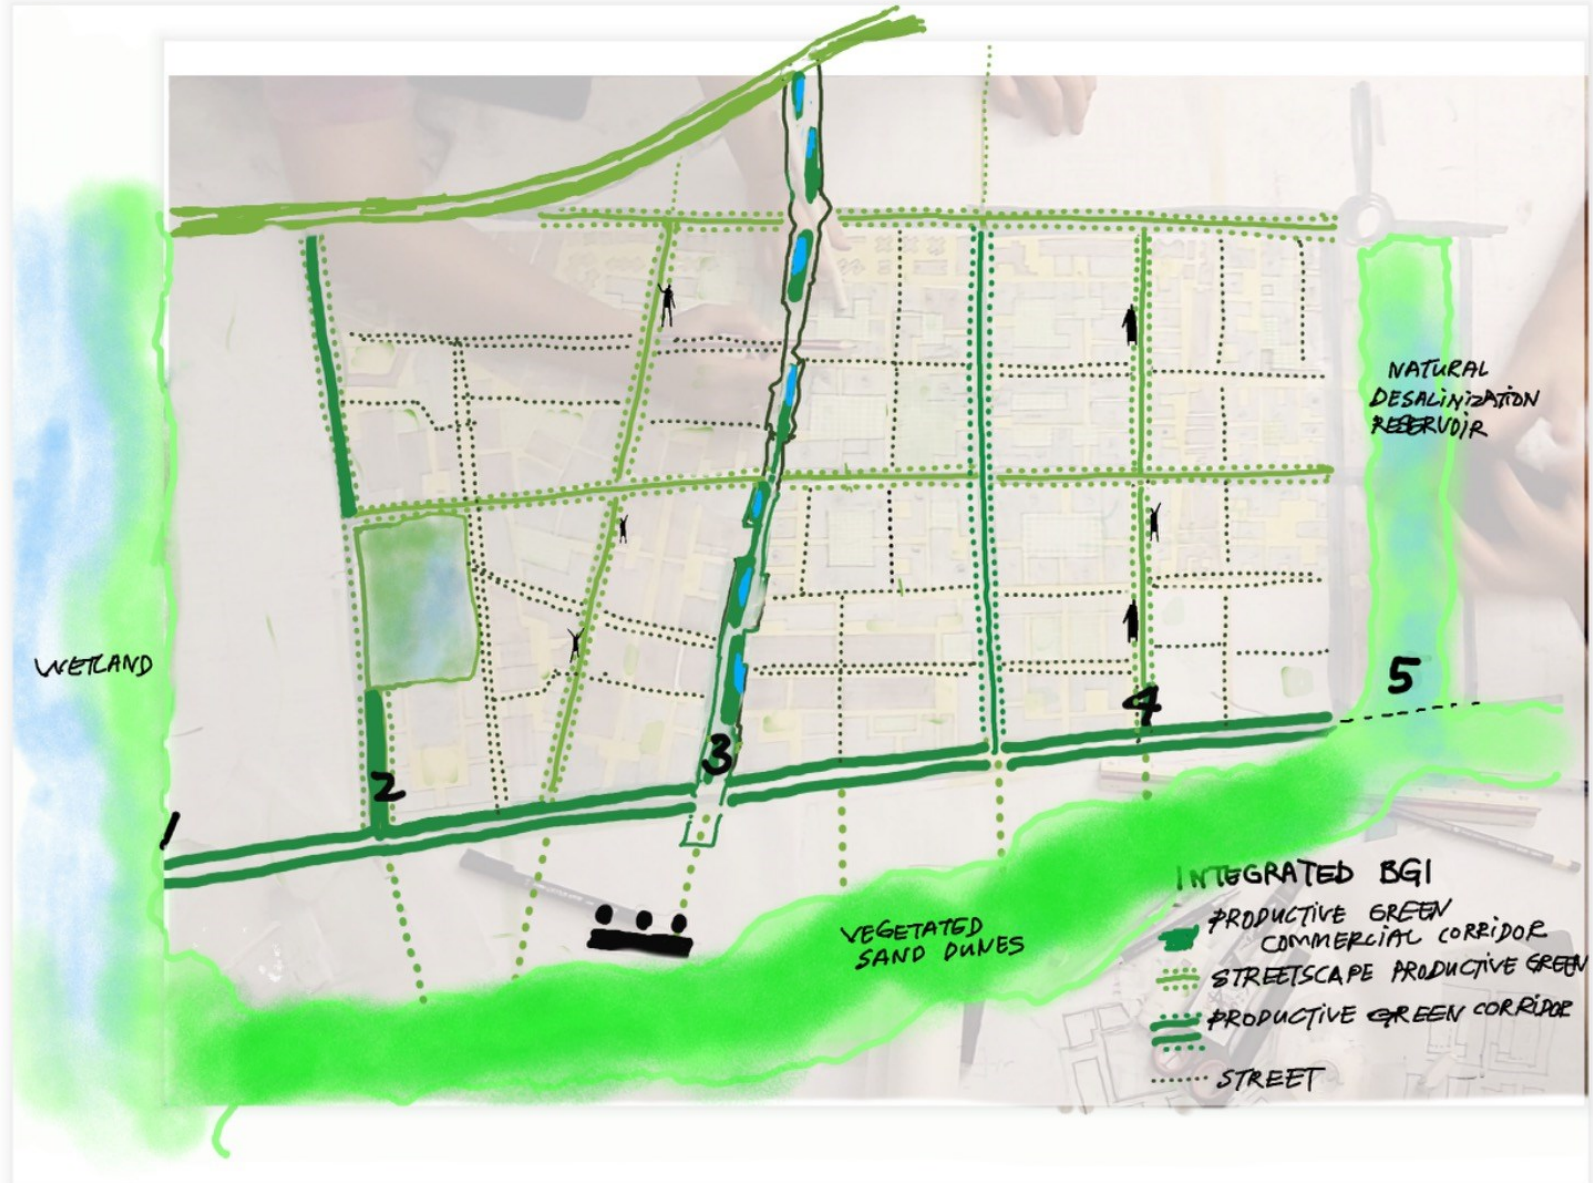 NATURAL
DESALINIZATION
RESERVOIR
WETLAND
5
4
3
2
1
VEGETATED
SAND DUNES
INTEGRATED BGI
PRODUCTIVE GREEN
COMMERCIAL CORRIDOR
STREETSCAPE PRODUCTIVE GREEN
PRODUCTIVE GREEN CORRIDOR
STREET